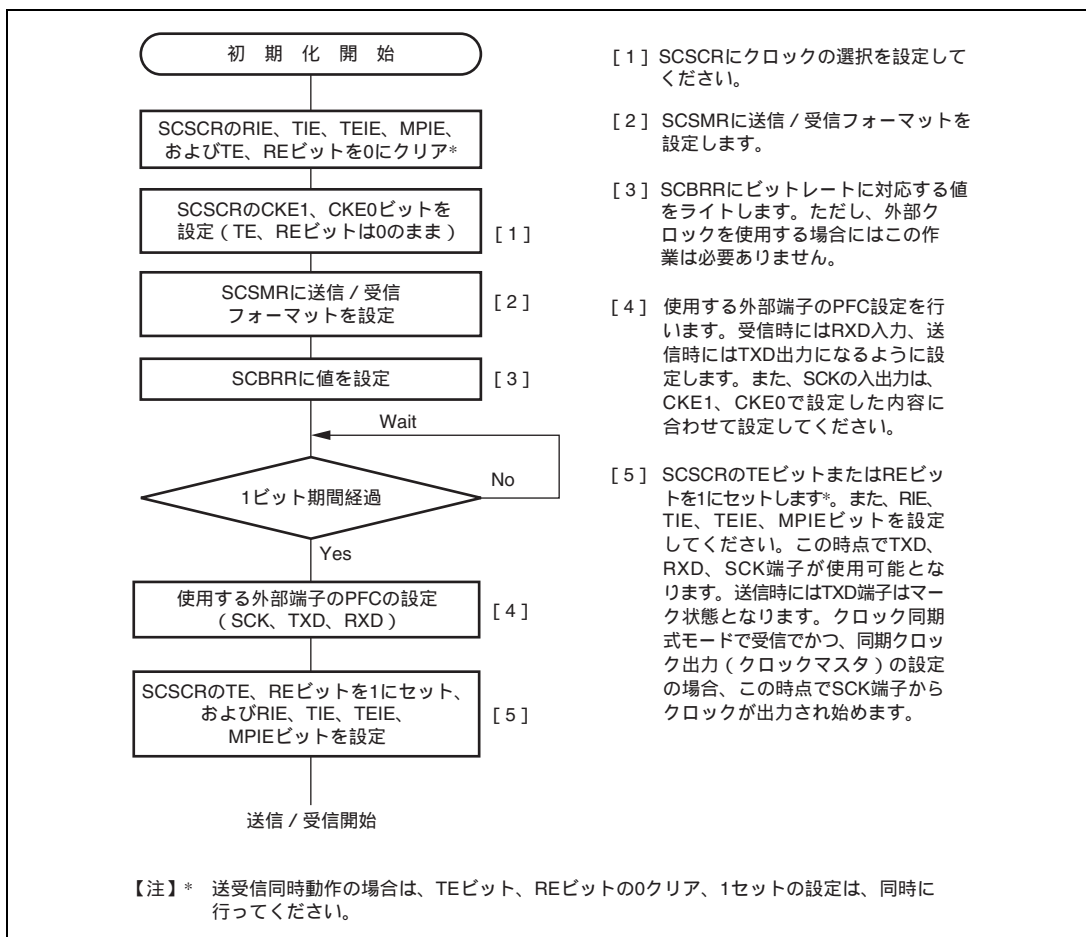 初 期 化 開 始
SCSCRのRIE、TIE、TEIE、MPIE、
およびTE、REビットを0にクリア*
SCSCRのCKE1、CKE0ビットを
設定（TE、REビットは0のまま）
[ 1 ]
SCSMRに送信 / 受信
フォーマットを設定
[ 2 ]
SCBRRに値を設定
[ 3 ]
Wait
1ビット期間経過
No
Yes
使用する外部端子のPFCの設定
（SCK、TXD、RXD）
[ 4 ]
SCSCRのTE、REビットを1にセット、
およびRIE、TIE、TEIE、
MPIEビットを設定
[ 5 ]
送信 / 受信開始
[ 1 ] SCSCRにクロックの選択を設定して
ください。
[ 2 ] SCSMRに送信 / 受信フォーマットを
設定します。
[ 3 ] SCBRRにビットレートに対応する値
をライトします。ただし、外部ク
ロックを使用する場合にはこの作
業は必要ありません。
[ 4 ] 使用する外部端子のPFC設定を行
います。受信時にはRXD入力、送
信時にはTXD出力になるように設
定します。また、SCKの入出力は、
CKE1、CKE0で設定した内容に
合わせて設定してください。
[ 5 ] SCSCRのTEビットまたはREビッ
トを1にセットします*。また、RIE、
TIE、TEIE、MPIEビットを設定
してください。この時点でTXD、
RXD、SCK端子が使用可能とな
ります。送信時にはTXD端子はマー
ク状態となります。クロック同期
式モードで受信でかつ、同期クロッ
ク出力（クロックマスタ）の設定
の場合、この時点でSCK端子から
クロックが出力され始めます。
【注】* 送受信同時動作の場合は、TEビット、REビットの0クリア、1セットの設定は、同時に
行ってください。